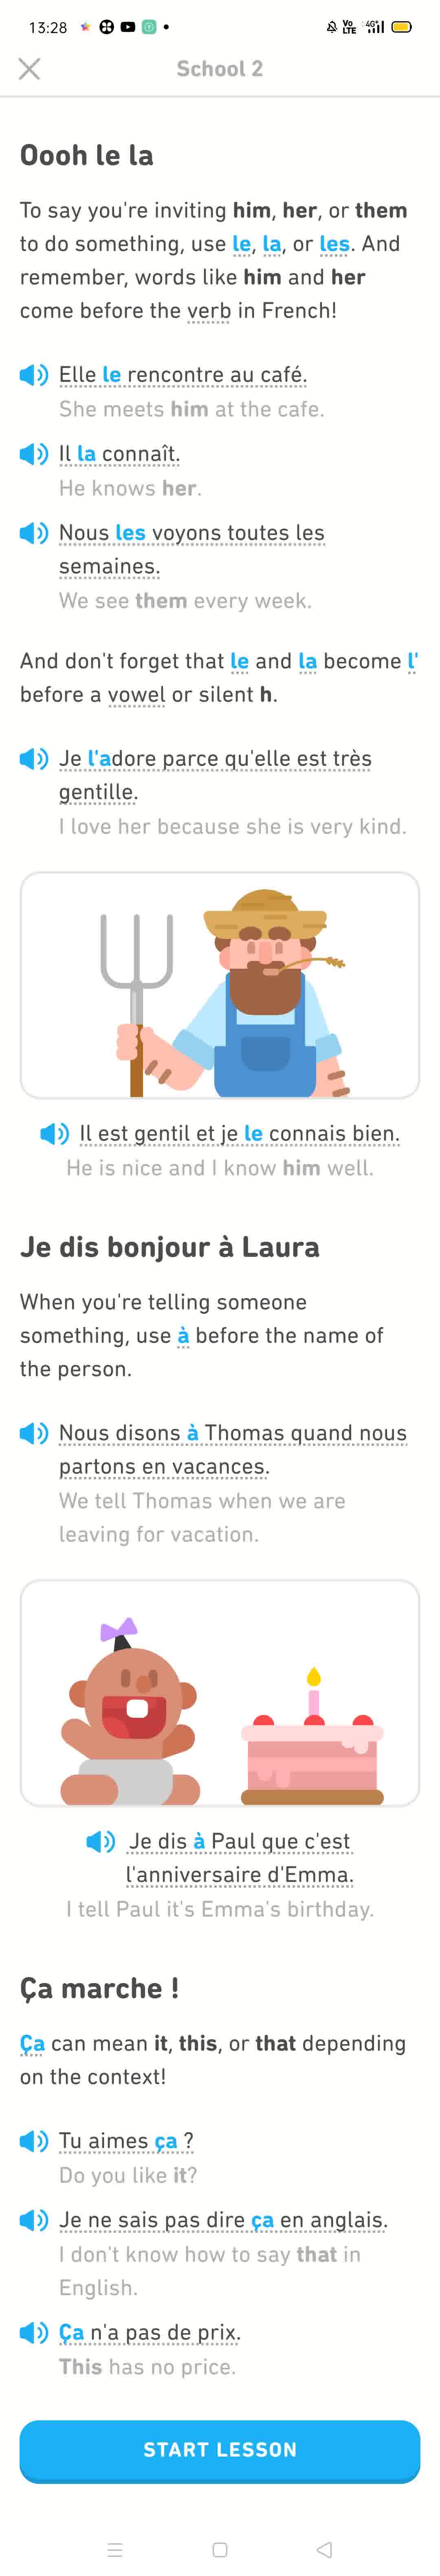 13:28
Vo
LTE
4G+
School 2
Oooh le la
To say you're inviting him, her, or them
to do something, use le, la, or les. And
remember, words like him and her
come before the verb in French!
Elle le rencontre au café.
She meets him at the cafe.
Il la connaît.
He knows her.
Nous les voyons toutes les
semaines.
We see them every week.
And don't forget that le and la become l'
before a vowel or silent h.
Je l'adore parce qu'elle est très
gentille.
I love her because she is very kind.
Il est gentil et je le connais bien.
He is nice and I know him well.
Je dis bonjour à Laura
When you're telling someone
something, use à before the name of
the person.
Nous disons à Thomas quand nous
partons en vacances.
We tell Thomas when we are
leaving for vacation.
Je dis à Paul que c'est
l'anniversaire d'Emma.
I tell Paul it's Emma's birthday.
Ça marche !
Ça can mean it, this, or that depending
on the context!
Tu aimes ça ?
Do you like it?
Je ne sais pas dire ça en anglais.
I don't know how to say that in
English.
Ça n'a pas de prix.
This has no price.
START LESSON